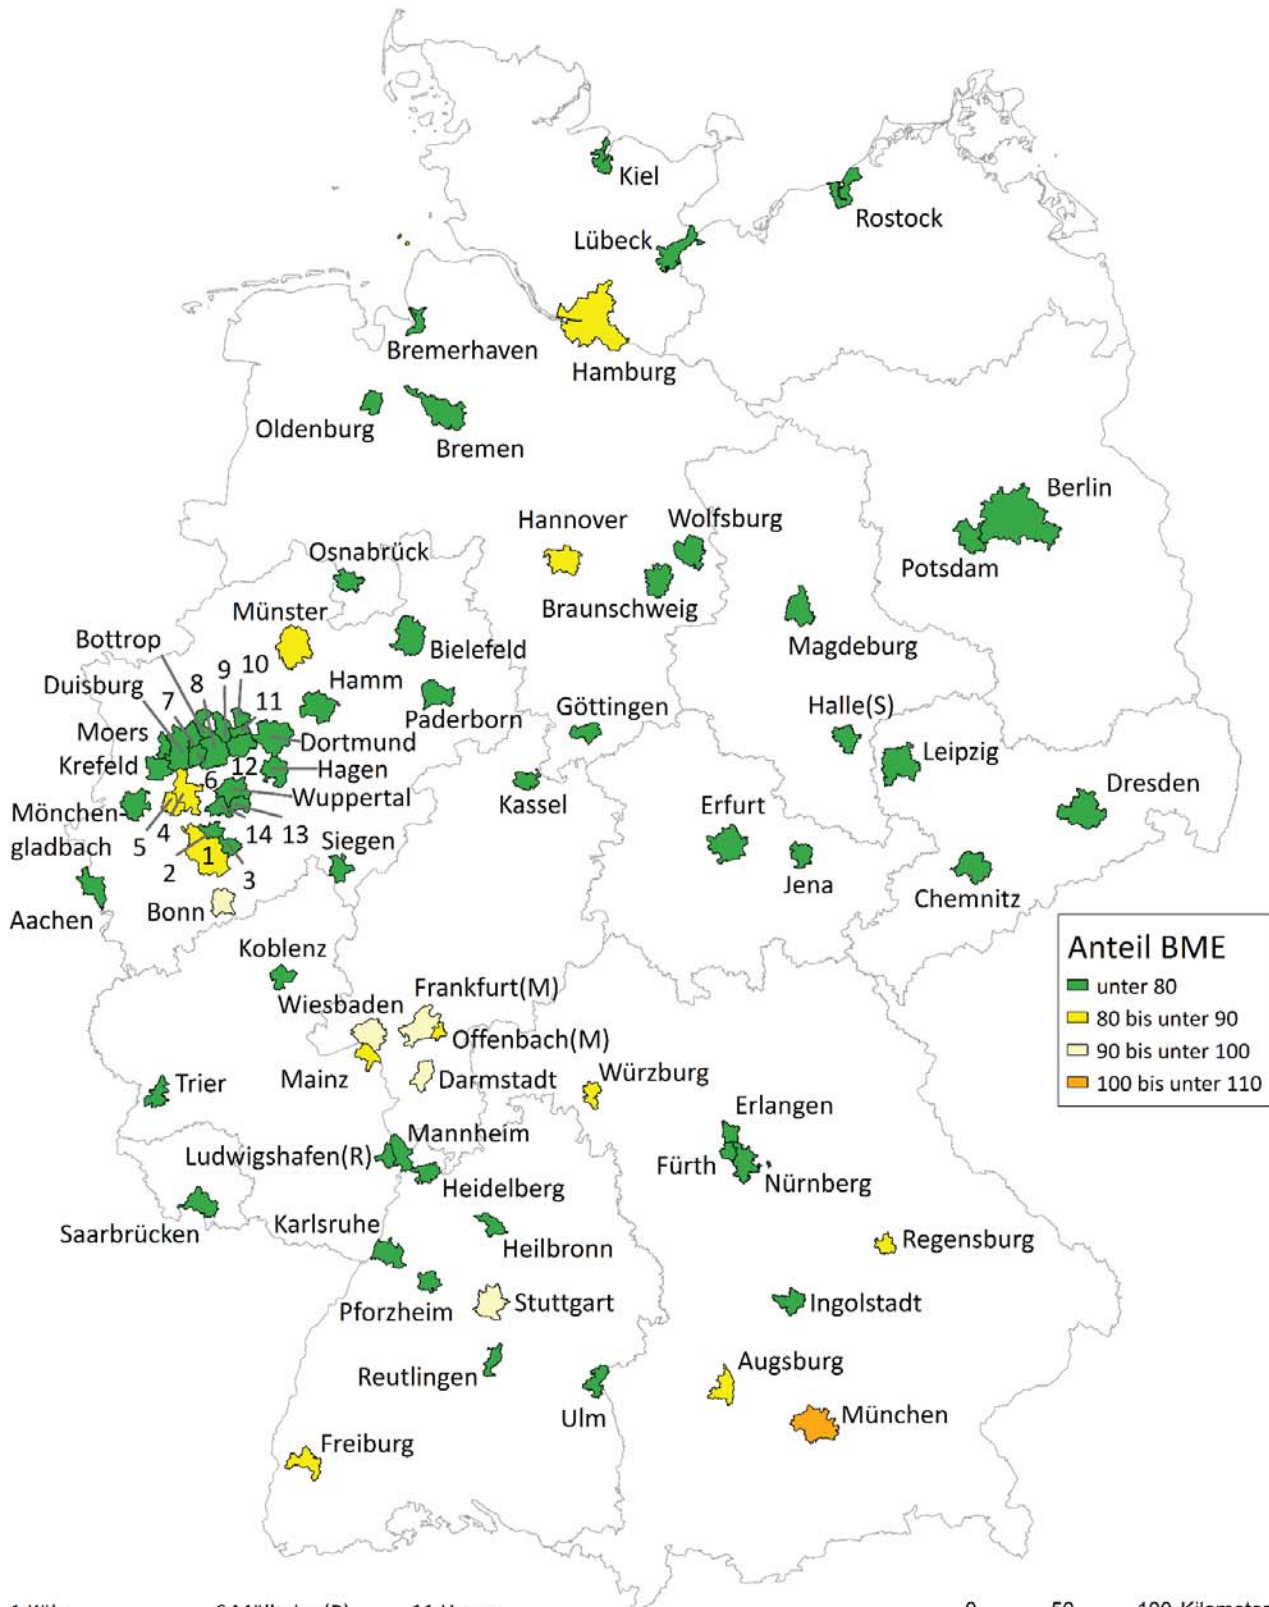 Kiel
Rostock
Lübeck
Bremerhaven
Hamburg
Oldenburg
Bremen
Berlin
Hannover
Wolfsburg
Osnabrück
Potsdam
Braunschweig
Münster
Magdeburg
Bottrop
Bielefeld
8 9 10
Duisburg
7
11
Hamm
Halle(S)
Göttingen
Paderborn
Moers
Dortmund
Leipzig
Krefeld
6 12 Hagen
Dresden
Wuppertal
Kassel
Erfurt
Mönchen-
gladbach
5 4 14 13
Siegen
1
2 3
Jena
Chemnitz
Aachen
Bonn
Koblenz
Anteil BME
unter 80
80 bis unter 90
90 bis unter 100
100 bis unter 110
Frankfurt(M)
Wiesbaden
Offenbach(M)
Mainz
Darmstadt
Würzburg
Trier
Erlangen
Mannheim
Ludwigshafen(R)
Fürth
Nürnberg
Heidelberg
Saarbrücken
Karlsruhe
Heilbronn
Regensburg
Pforzheim
Stuttgart
Ingolstadt
Augsburg
Reutlingen
Ulm
München
Freiburg